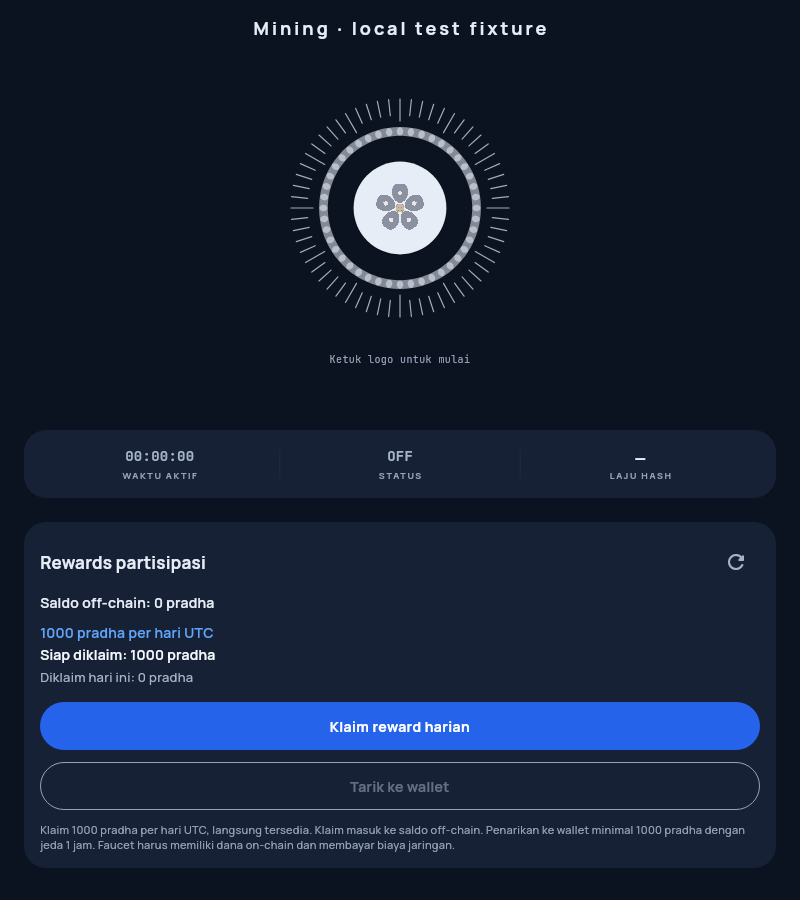 Mining · local test fixture
Ketuk logo untuk mulai
00:00:00
WAKTU AKTIF
OFF
STATUS
—
LAJU HASH
Rewards partisipasi
Saldo off-chain: 0 pradha
1000 pradha per hari UTC
Siap diklaim: 1000 pradha
Diklaim hari ini: 0 pradha
Klaim reward harian
Tarik ke wallet
Klaim 1000 pradha per hari UTC, langsung tersedia. Klaim masuk ke saldo off-chain. Penarikan ke wallet minimal 1000 pradha dengan
jeda 1 jam. Faucet harus memiliki dana on-chain dan membayar biaya jaringan.